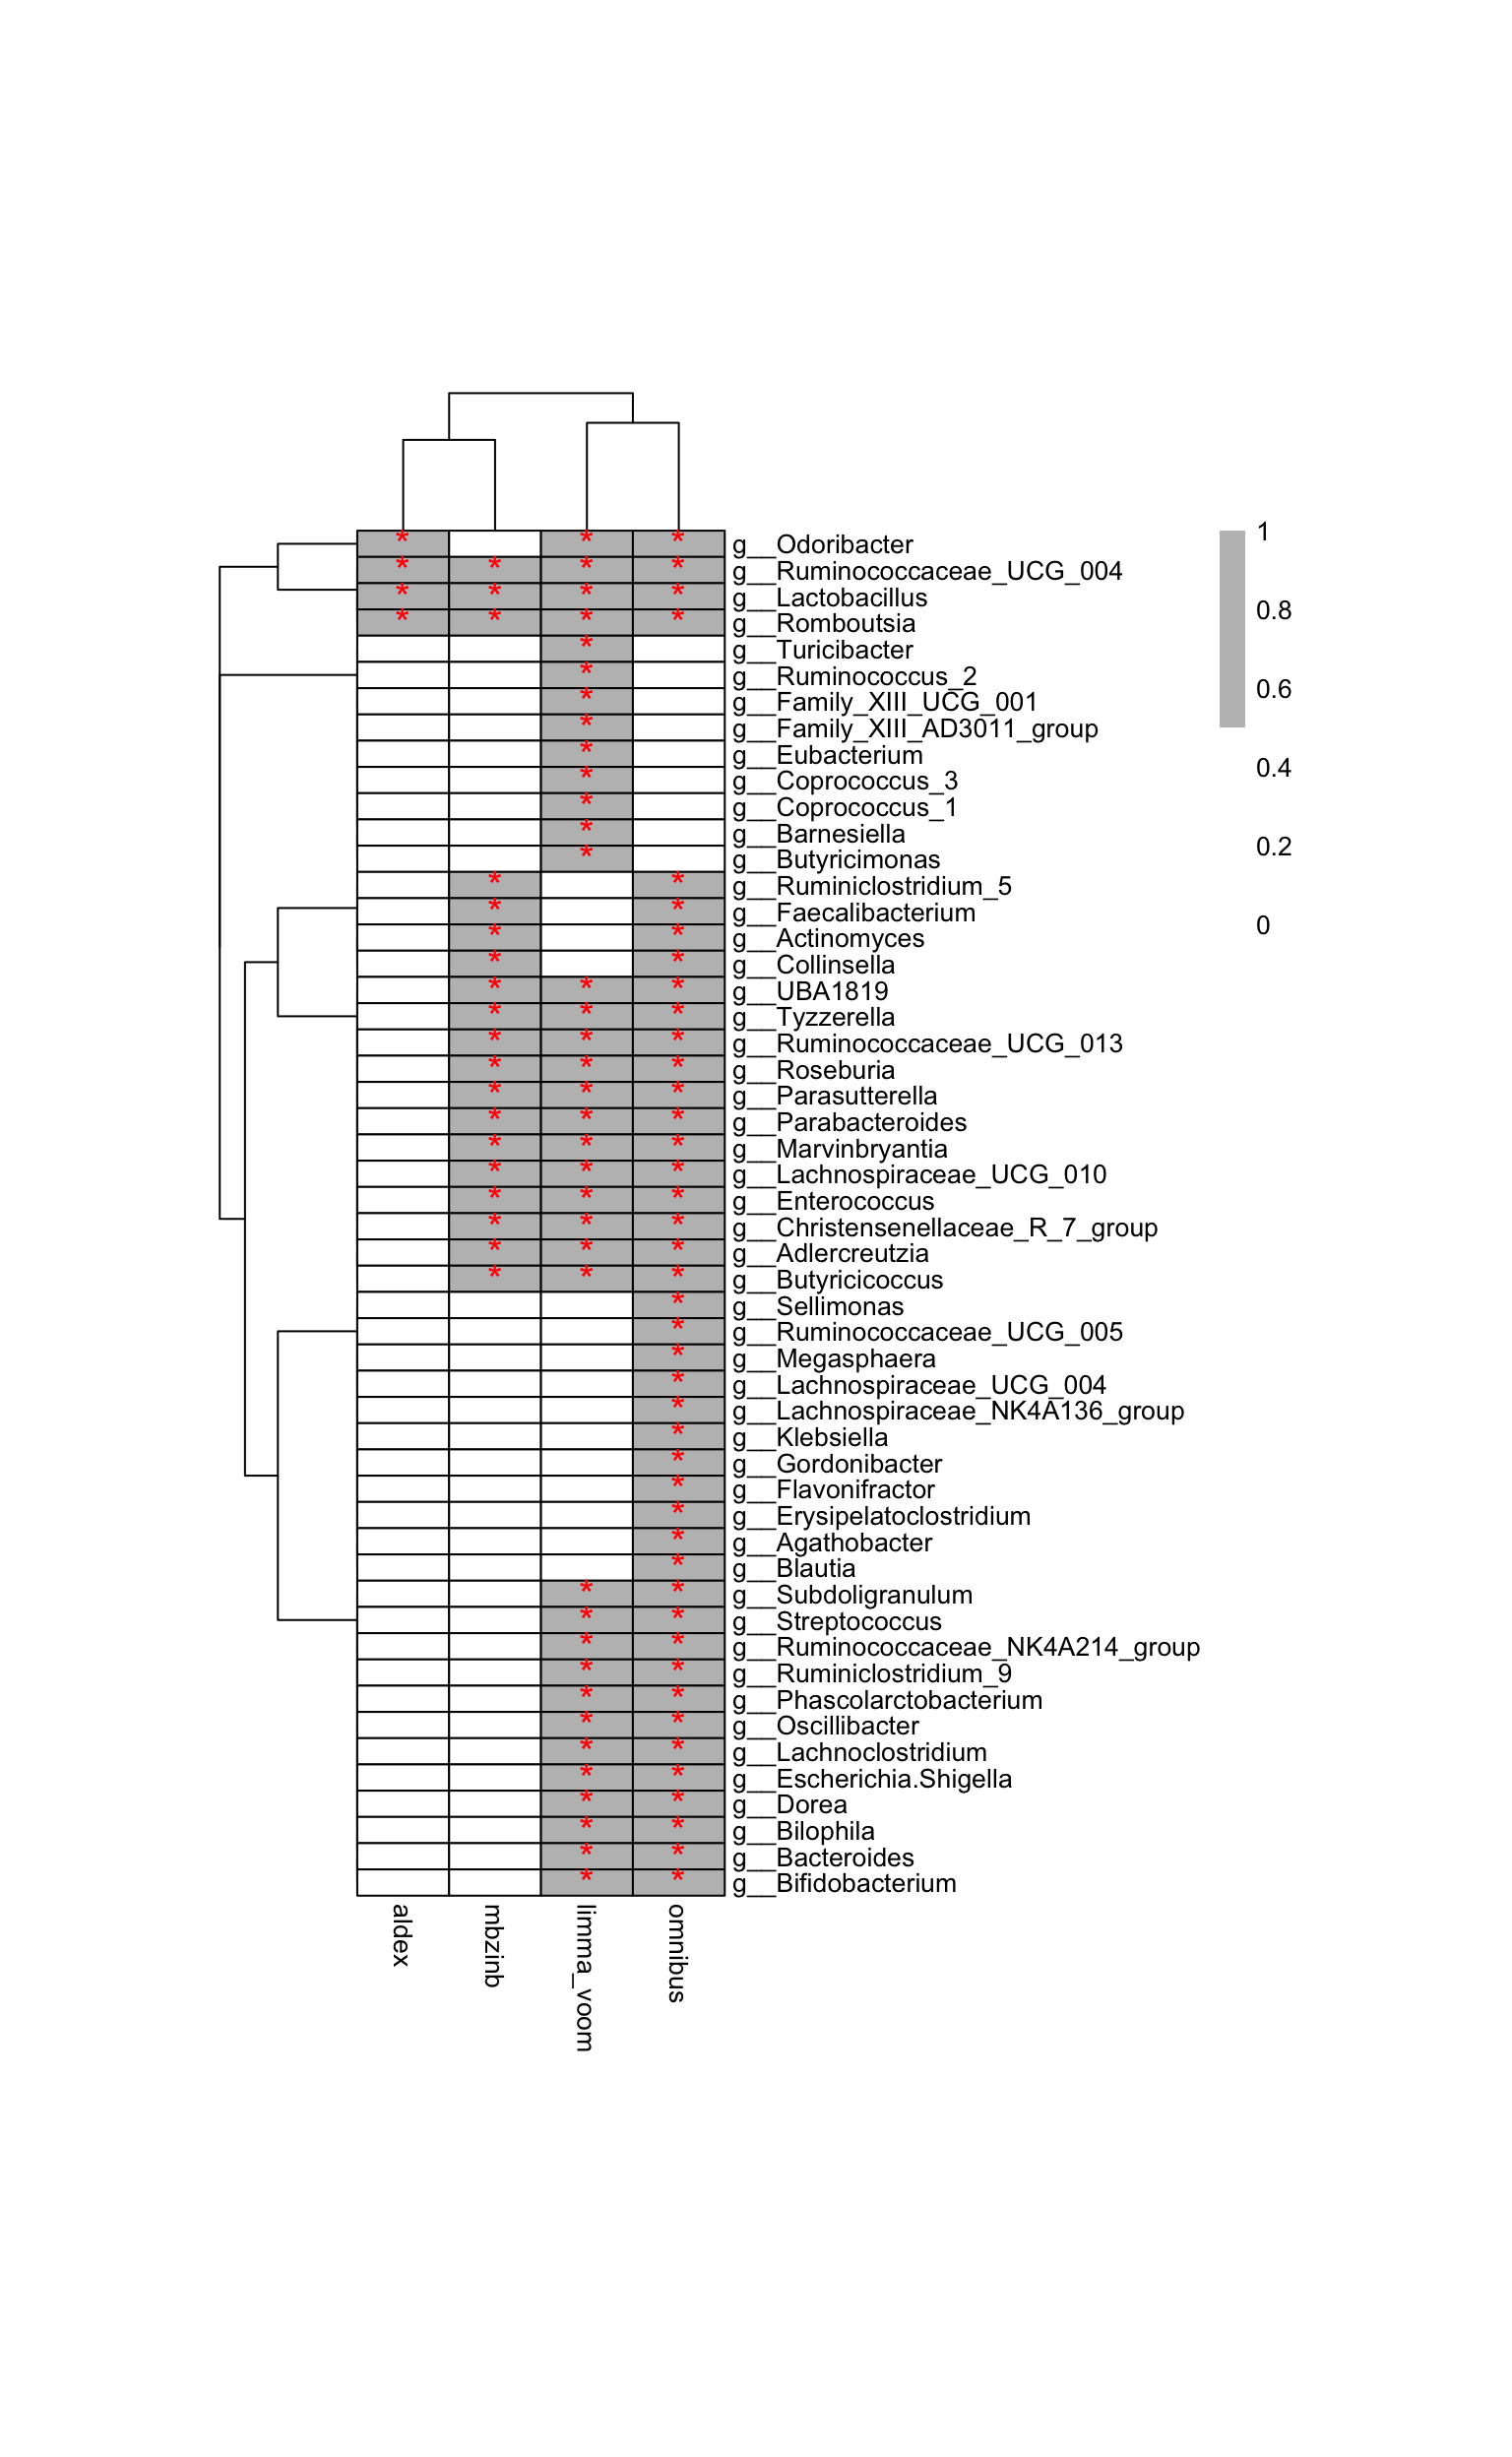 g__Odoribacter
g__Ruminococcaceae_UCG_004
g__Lactobacillus
g__Romboutsia
g__Turicibacter
g__Ruminococcus_2
g__Family_XIII_UCG_001
g__Family_XIII_AD3011_group
g__Eubacterium
g__Coprococcus_3
g__Coprococcus_1
g__Barnesiella
g__Butyricimonas
g__Ruminiclostridium_5
g__Faecalibacterium
g__Actinomyces
g__Collinsella
g__UBA1819
g__Tyzzerella
g__Ruminococcaceae_UCG_013
g__Roseburia
g__Parasutterella
g__Parabacteroides
g__Marvinbryantia
g__Lachnospiraceae_UCG_010
g__Enterococcus
g__Christensenellaceae_R_7_group
g__Adlercreutzia
g__Butyricicoccus
g__Sellimonas
g__Ruminococcaceae_UCG_005
g__Megasphaera
g__Lachnospiraceae_UCG_004
g__Lachnospiraceae_NK4A136_group
g__Klebsiella
g__Gordonibacter
g__Flavonifractor
g__Erysipelatoclostridium
g__Agathobacter
g__Blautia
g__Subdoligranulum
g__Streptococcus
g__Ruminococcaceae_NK4A214_group
g__Ruminiclostridium_9
g__Phascolarctobacterium
g__Oscillibacter
g__Lachnoclostridium
g__Escherichia.Shigella
g__Dorea
g__Bilophila
g__Bacteroides
g__Bifidobacterium
aldex
mbzinb
limma_voom
omnibus
1
0.8
0.6
0.4
0.2
0